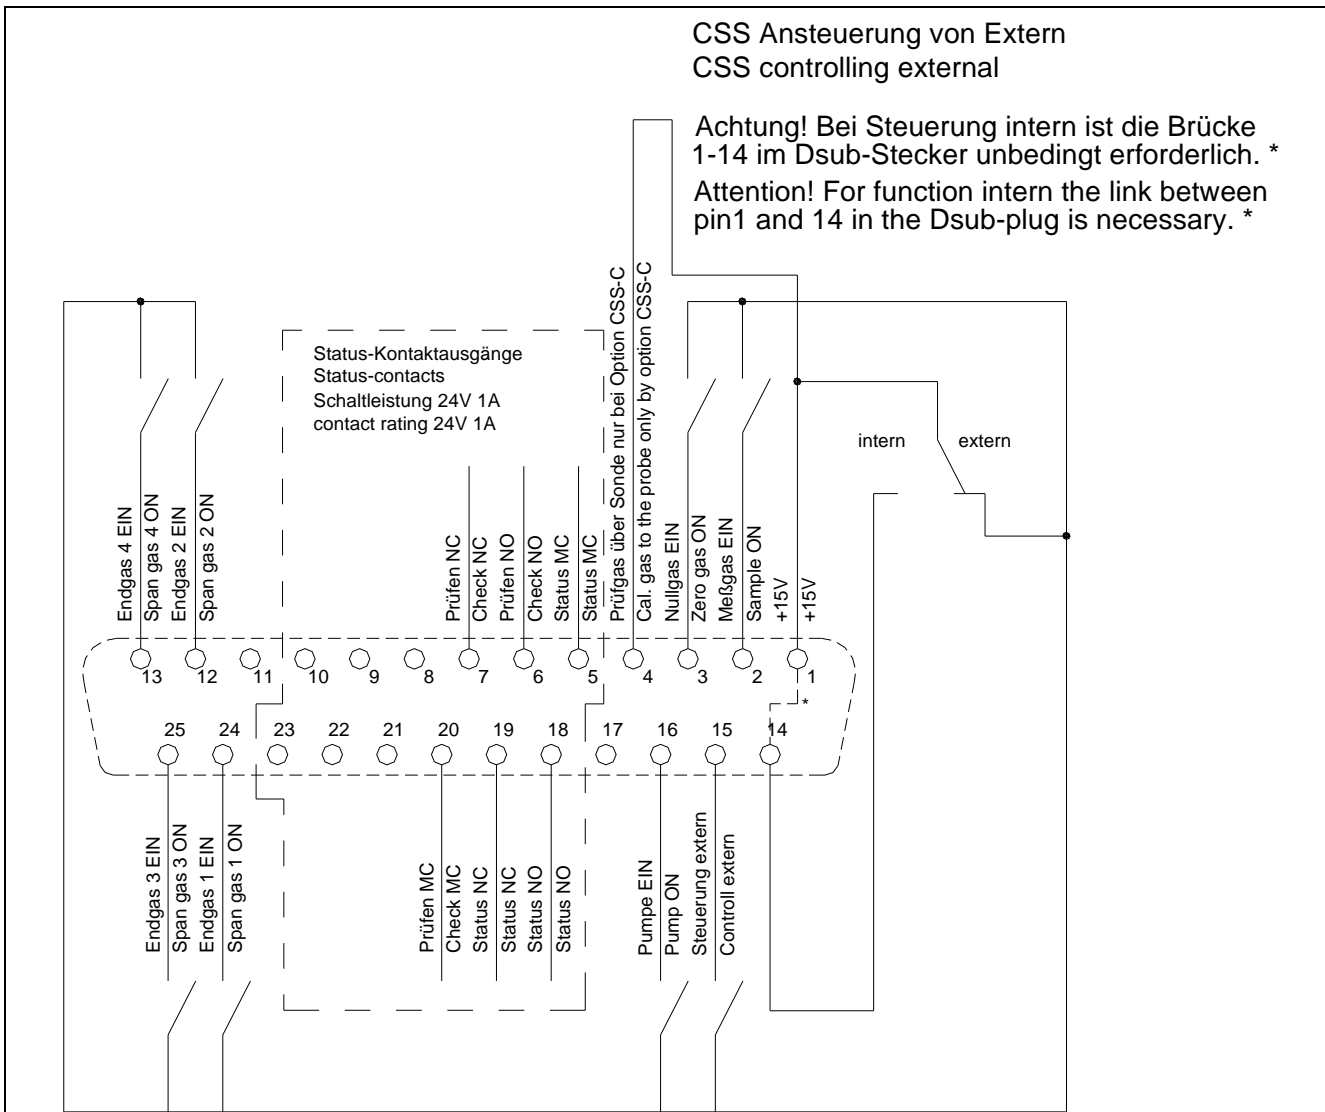 CSS Ansteuerung von Extern
CSS controlling external
Achtung! Bei Steuerung intern ist die Brücke
1-14 im Dsub-Stecker unbedingt erforderlich. *
Attention! For function intern the link between
pin1 and 14 in the Dsub-plug is necessary. *
Status-Kontaktausgänge
Status-contacts
Schaltleistung 24V 1A
contact rating 24V 1A
intern
extern
Endgas 4 EIN
Span gas 4 ON
Endgas 2 EIN
Span gas 2 ON
Prüfen NC
Check NC
Prüfen NO
Check NO
Status MC
Status MC
Prüfgas über Sonde nur bei Option CSS-C
Cal. gas to the probe only by option CSS-C
Nullgas EIN
Zero gas ON
Meßgas EIN
Sample ON
+15V
+15V
13 12 11 10 9 8 7 6 5 4 3 2 1
*
25 24 23 22 21 20 19 18 17 16 15 14
Endgas 3 EIN
Span gas 3 ON
Endgas 1 EIN
Span gas 1 ON
Prüfen MC
Check MC
Status NC
Status NC
Status NO
Status NO
Pumpe EIN
Pump ON
Steuerung extern
Controll extern